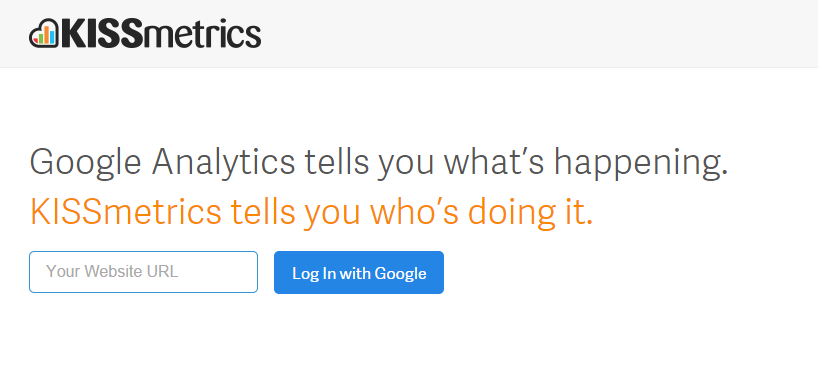 KISSmetrics
Google Analytics tells you what's happening.
KISSmetrics tells you who's doing it.
Your Website URL
Log In with Google